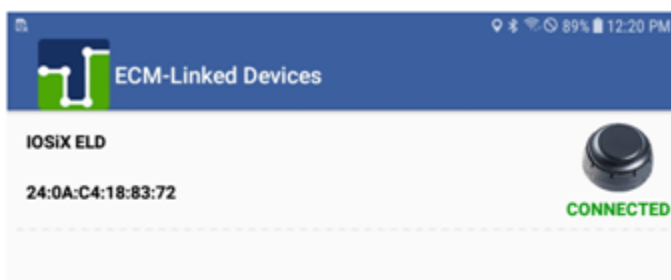 89% 12:20 PM
ECM-Linked Devices
IOSiX ELD
24:0A:C4:18:83:72
CONNECTED